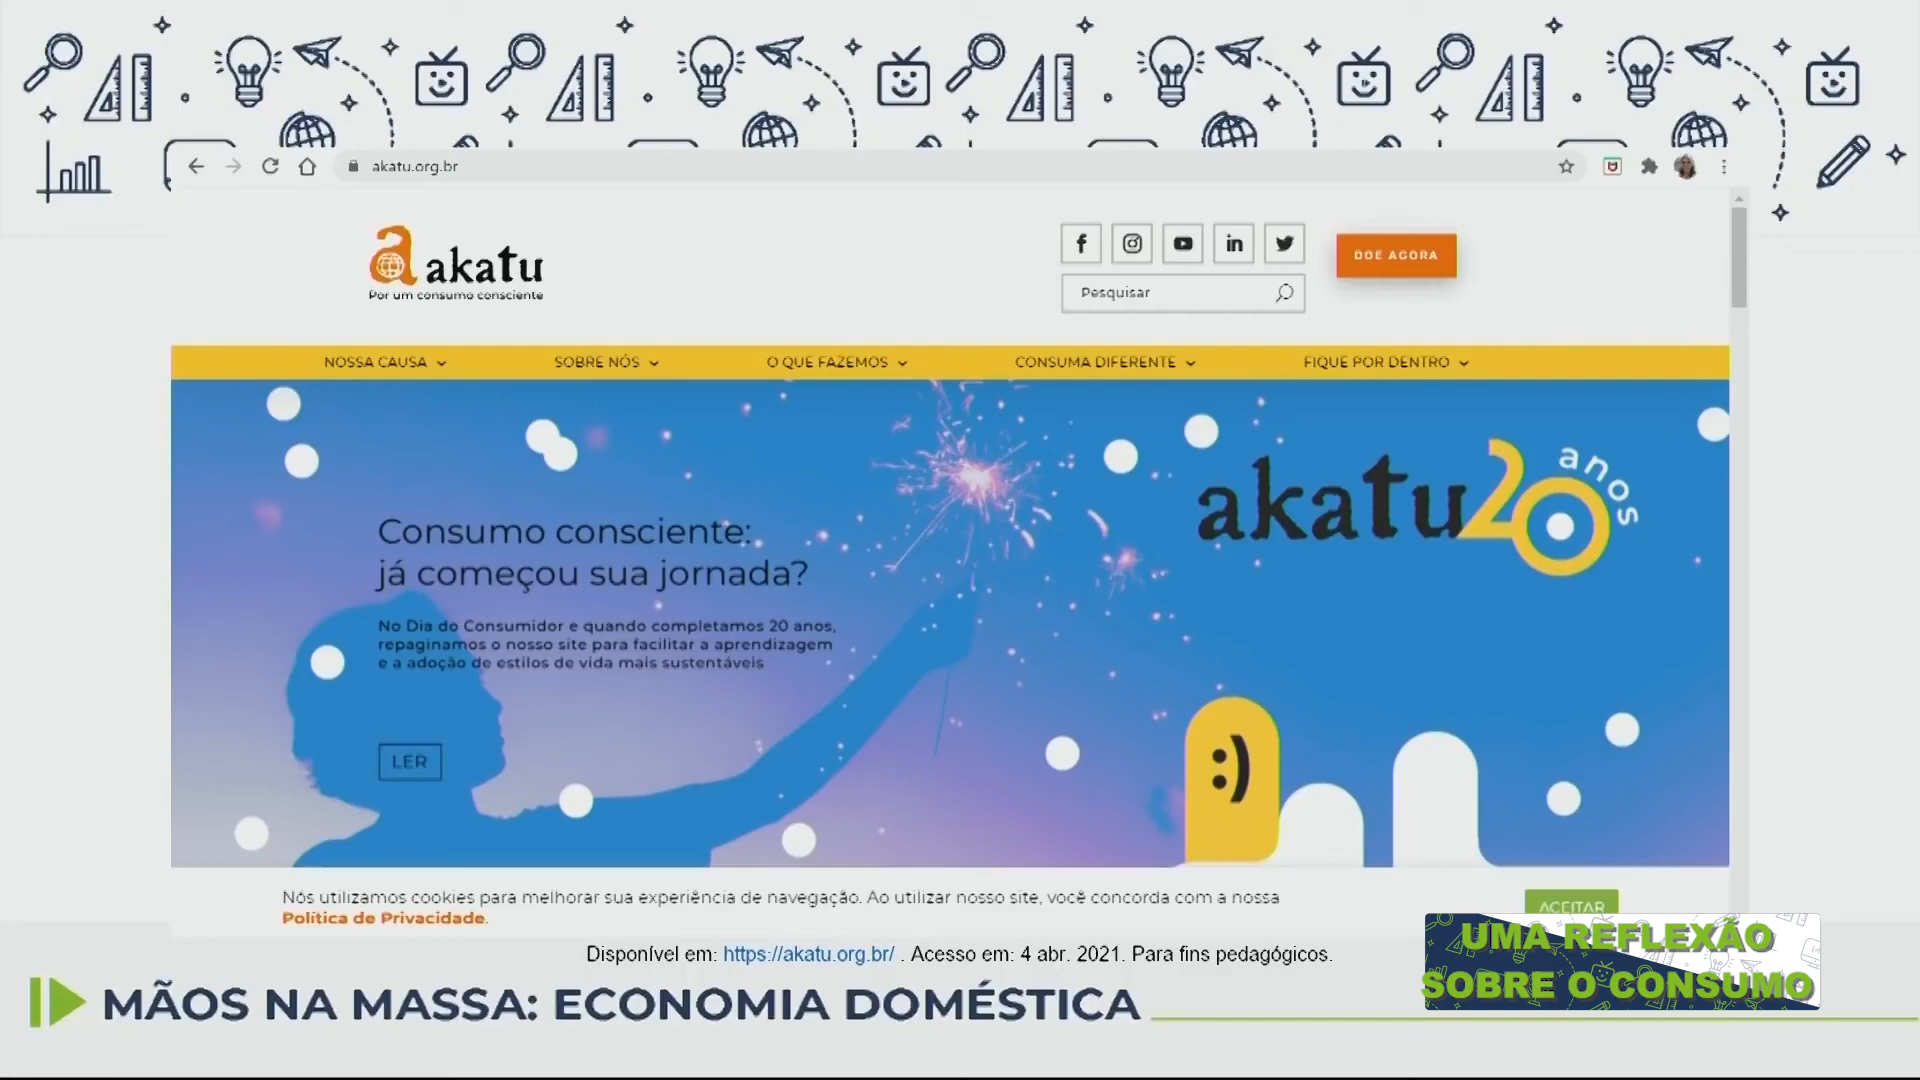 akatu.org.br
a akatu
Por um consumo consciente
Pesquisar
DOE AGORA
NOSSA CAUSA
SOBRE NÓS
O QUE FAZEMOS
CONSUMA DIFERENTE
FIQUE POR DENTRO
akatu 20 anos
Consumo consciente:
já começou sua jornada?
No Dia do Consumidor e quando completamos 20 anos,
repaginamos o nosso site para facilitar a aprendizagem
e a adoção de estilos de vida mais sustentáveis
LER
:)
Nós utilizamos cookies para melhorar sua experiência de navegação. Ao utilizar nosso site, você concorda com a nossa
Política de Privacidade.
ACEITAR
UMA REFLEXÃO
SOBRE O CONSUMO
Disponível em: https://akatu.org.br/ . Acesso em: 4 abr. 2021. Para fins pedagógicos.
MÃOS NA MASSA: ECONOMIA DOMÉSTICA